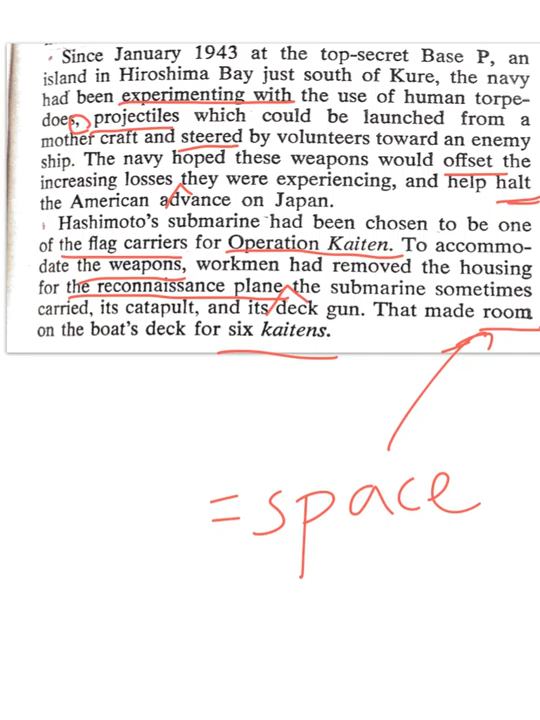 Since January 1943 at the top-secret Base P, an
island in Hiroshima Bay just south of Kure, the navy
had been experimenting with the use of human torpe-
does, projectiles which could be launched from a
mother craft and steered by volunteers toward an enemy
ship. The navy hoped these weapons would offset the
increasing losses they were experiencing, and help halt
the American advance on Japan.
Hashimoto's submarine had been chosen to be one
of the flag carriers for Operation Kaiten. To accommo-
date the weapons, workmen had removed the housing
for the reconnaissance plane the submarine sometimes
carried, its catapult, and its deck gun. That made room
on the boat's deck for six kaitens.
= space